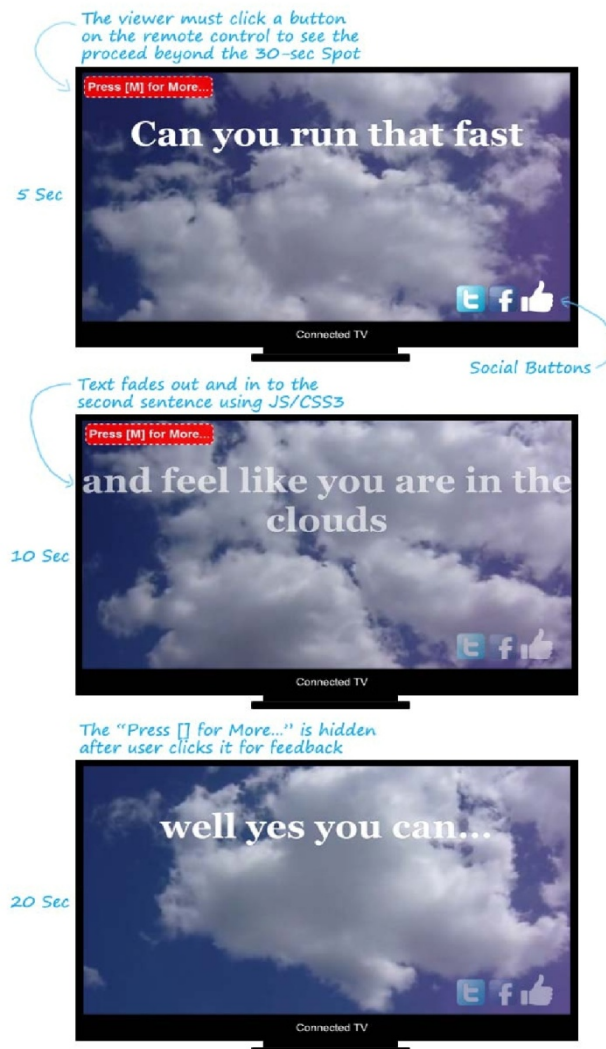 The viewer must click a button
on the remote control to see the
proceed beyond the 30-sec Spot
Press [M] for More...
Can you run that fast
5 Sec
Connected TV
Social Buttons
Text fades out and in to the
second sentence using JS/CSS3
Press [M] for More...
and feel like you are in the
clouds
10 Sec
Connected TV
The “Press [] for More...” is hidden
after user clicks it for feedback
well yes you can...
20 Sec
Connected TV